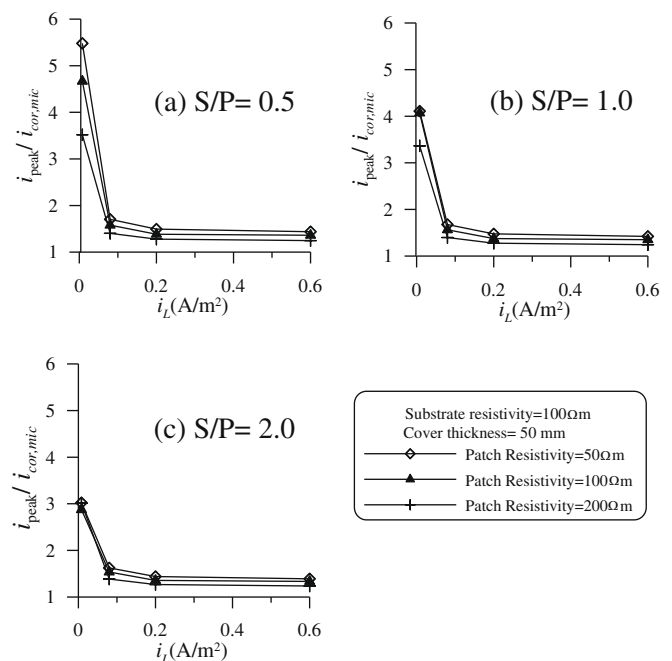 6
5
4
3
2
1
i_peak/ i_cor,mic
(a) S/P= 0.5
0 0.2 0.4 0.6
i_L(A/m²)
6
5
4
3
2
1
i_peak/ i_cor,mic
(b) S/P= 1.0
0 0.2 0.4 0.6
i_L(A/m²)
6
5
4
3
2
1
i_peak/ i_cor,mic
(c) S/P= 2.0
0 0.2 0.4 0.6
i_L(A/m²)
Substrate resistivity=100Ωm
Cover thickness= 50 mm
Patch Resistivity=50Ωm
Patch Resistivity=100Ωm
Patch Resistivity=200Ωm